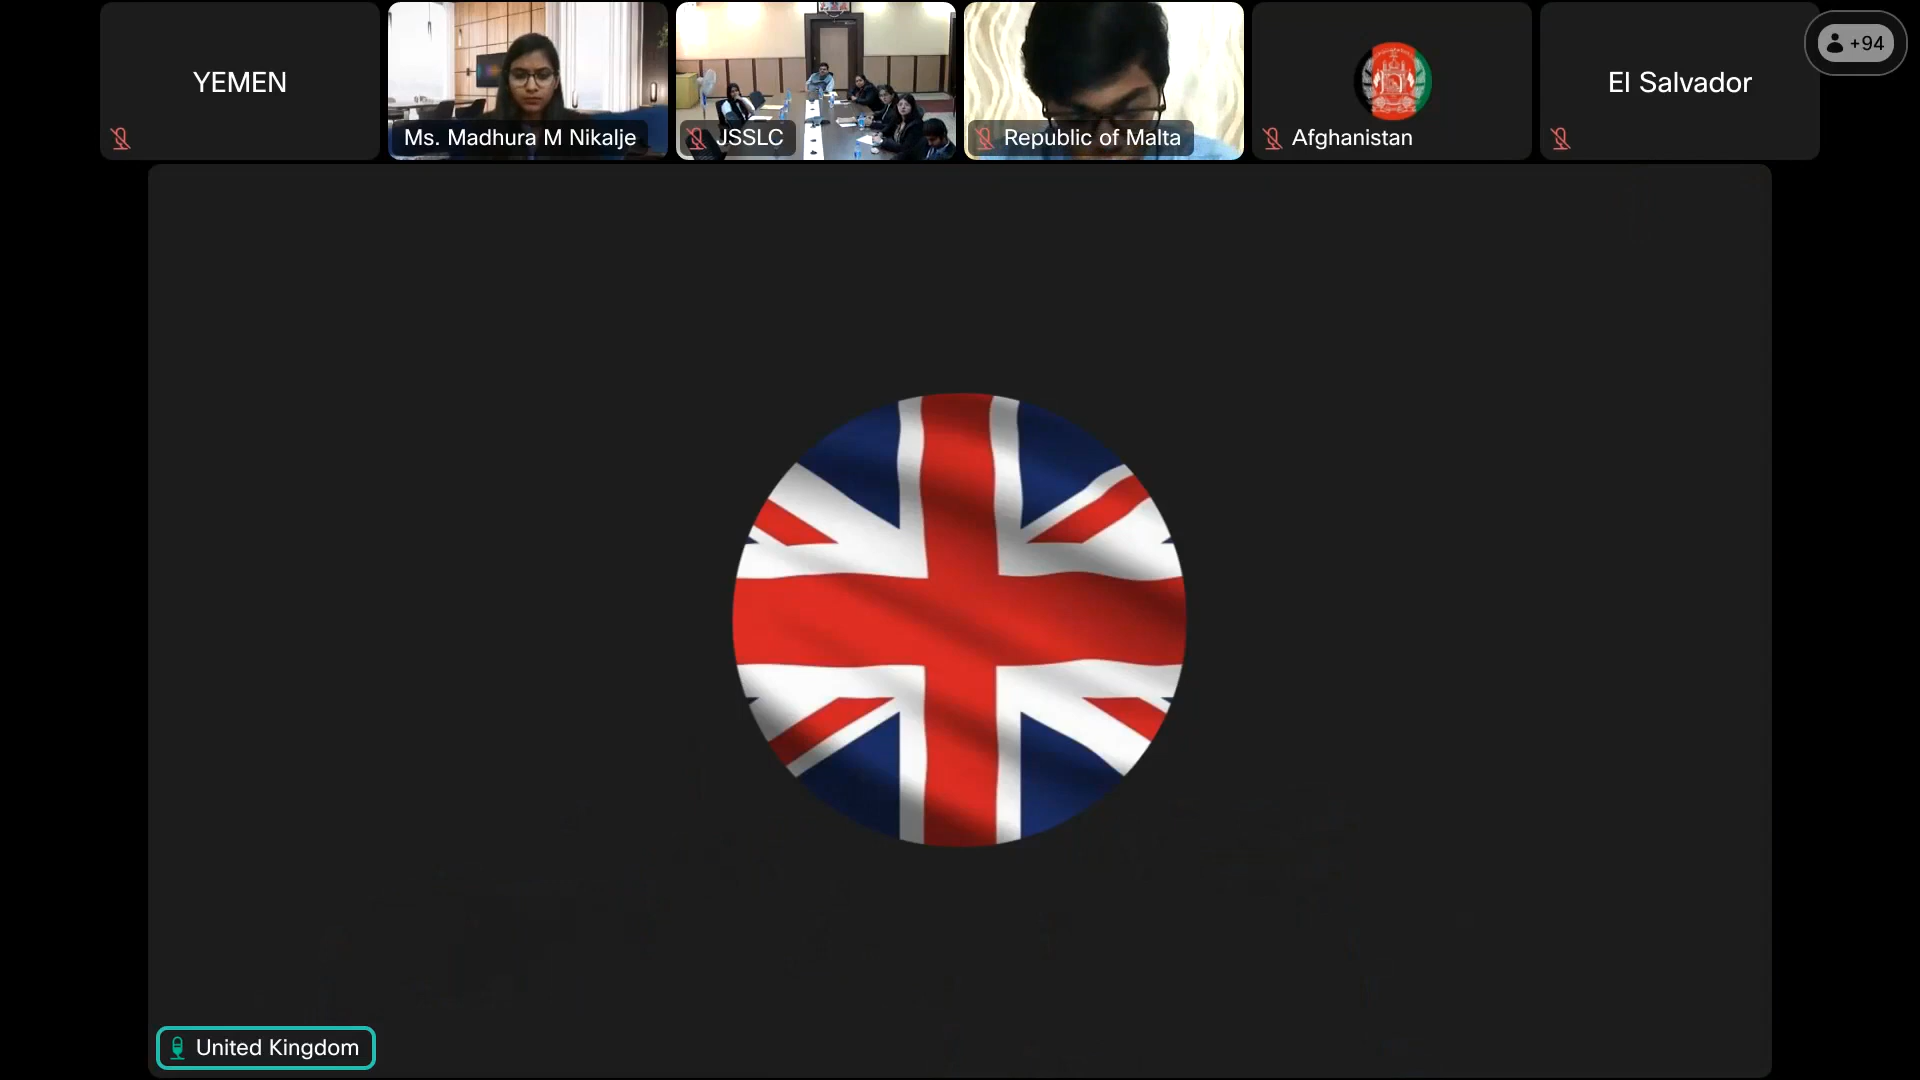 YEMEN
Ms. Madhura M Nikalje
JSSLC
Republic of Malta
Afghanistan
El Salvador
+94
United Kingdom